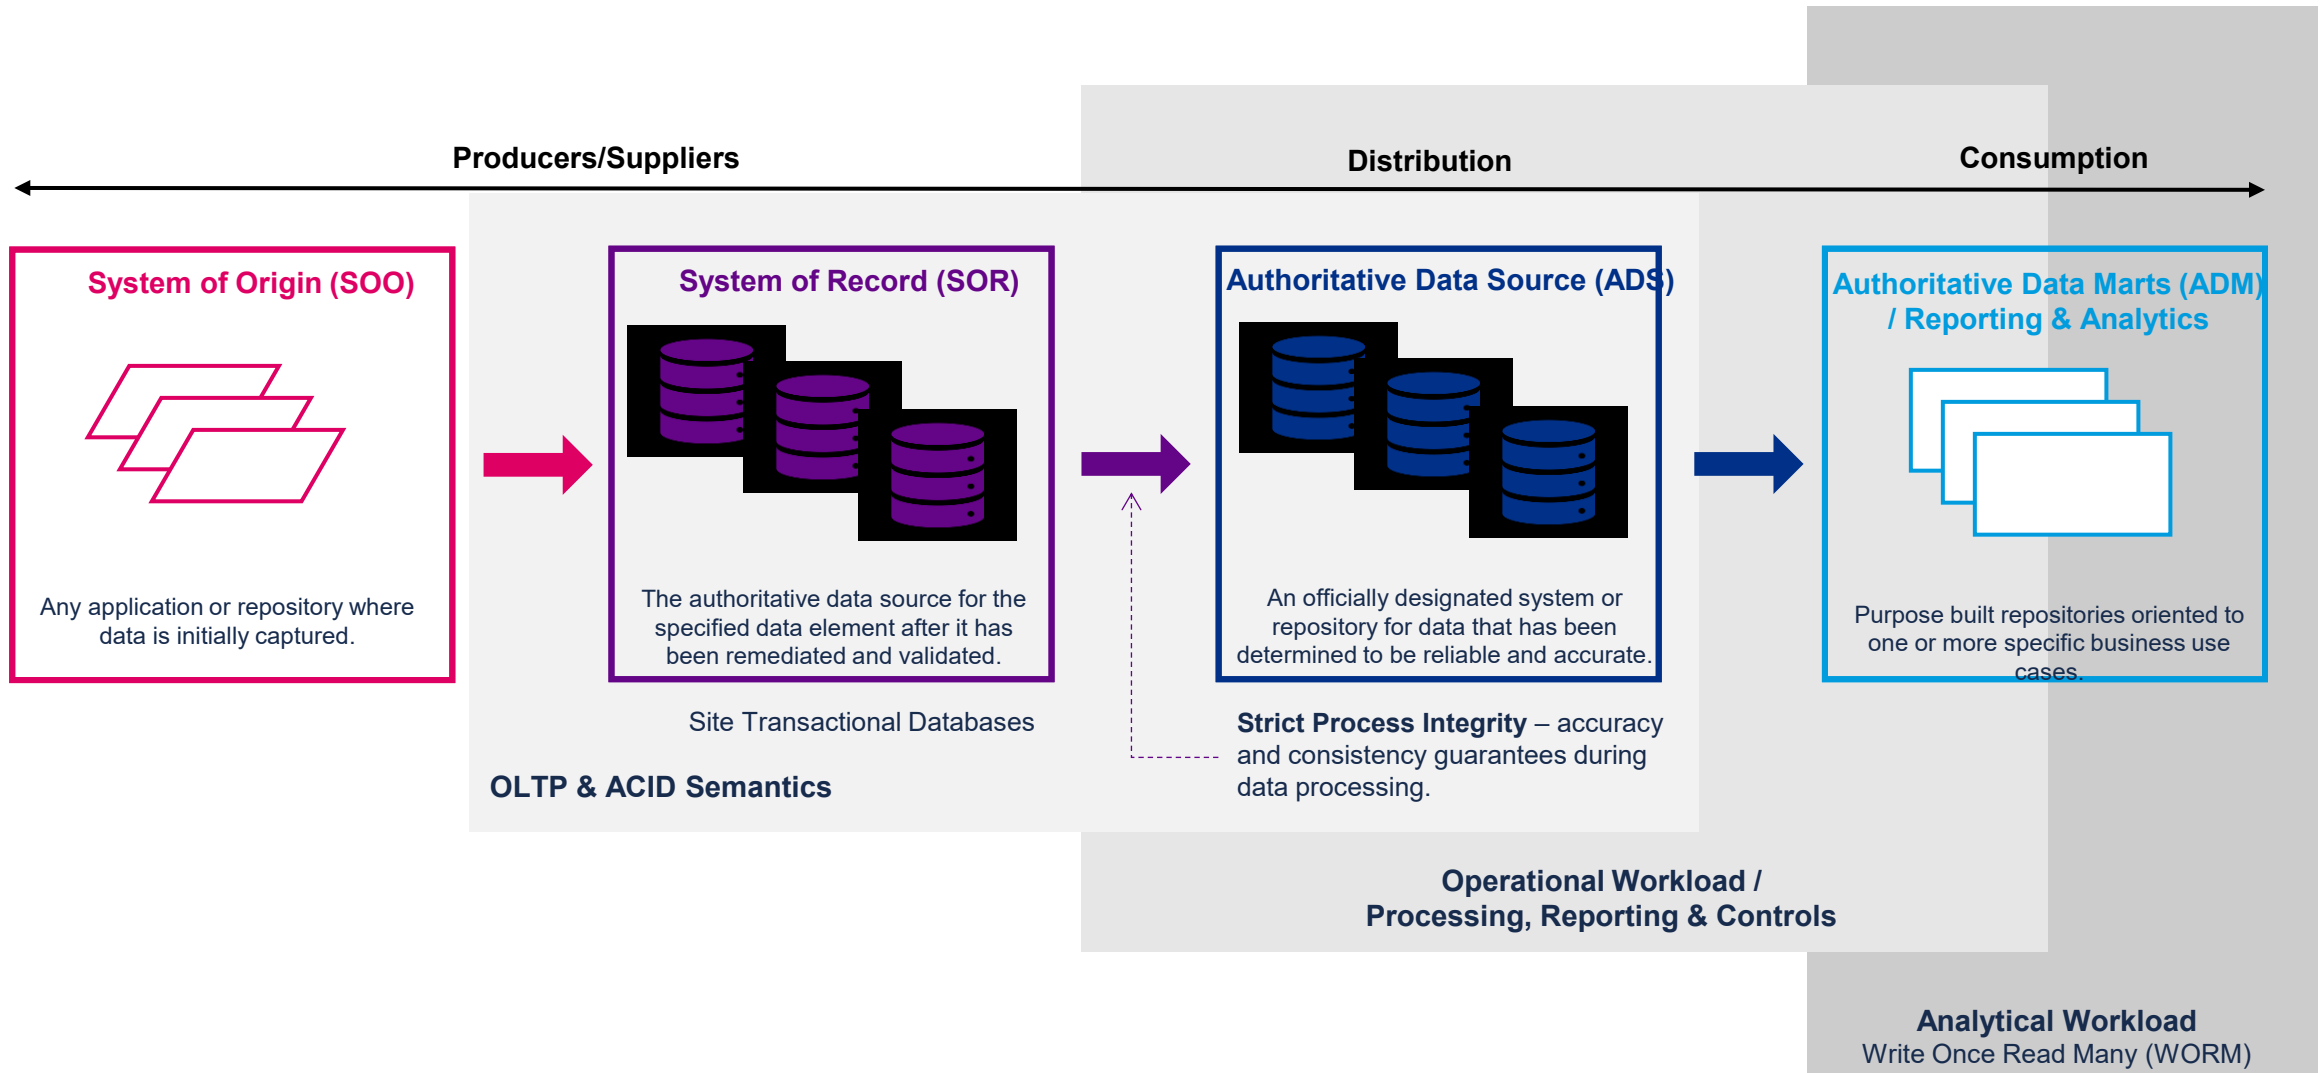 Producers/Suppliers
Distribution
Consumption
System of Origin (SOO)
Any application or repository where
data is initially captured.
System of Record (SOR)
The authoritative data source for the
specified data element after it has
been remediated and validated.
Site Transactional Databases
OLTP & ACID Semantics
Authoritative Data Source (ADS)
An officially designated system or
repository for data that has been
determined to be reliable and accurate.
Strict Process Integrity – accuracy
and consistency guarantees during
data processing.
Authoritative Data Marts (ADM)
/ Reporting & Analytics
Purpose built repositories oriented to
one or more specific business use
cases.
Operational Workload /
Processing, Reporting & Controls
Analytical Workload
Write Once Read Many (WORM)